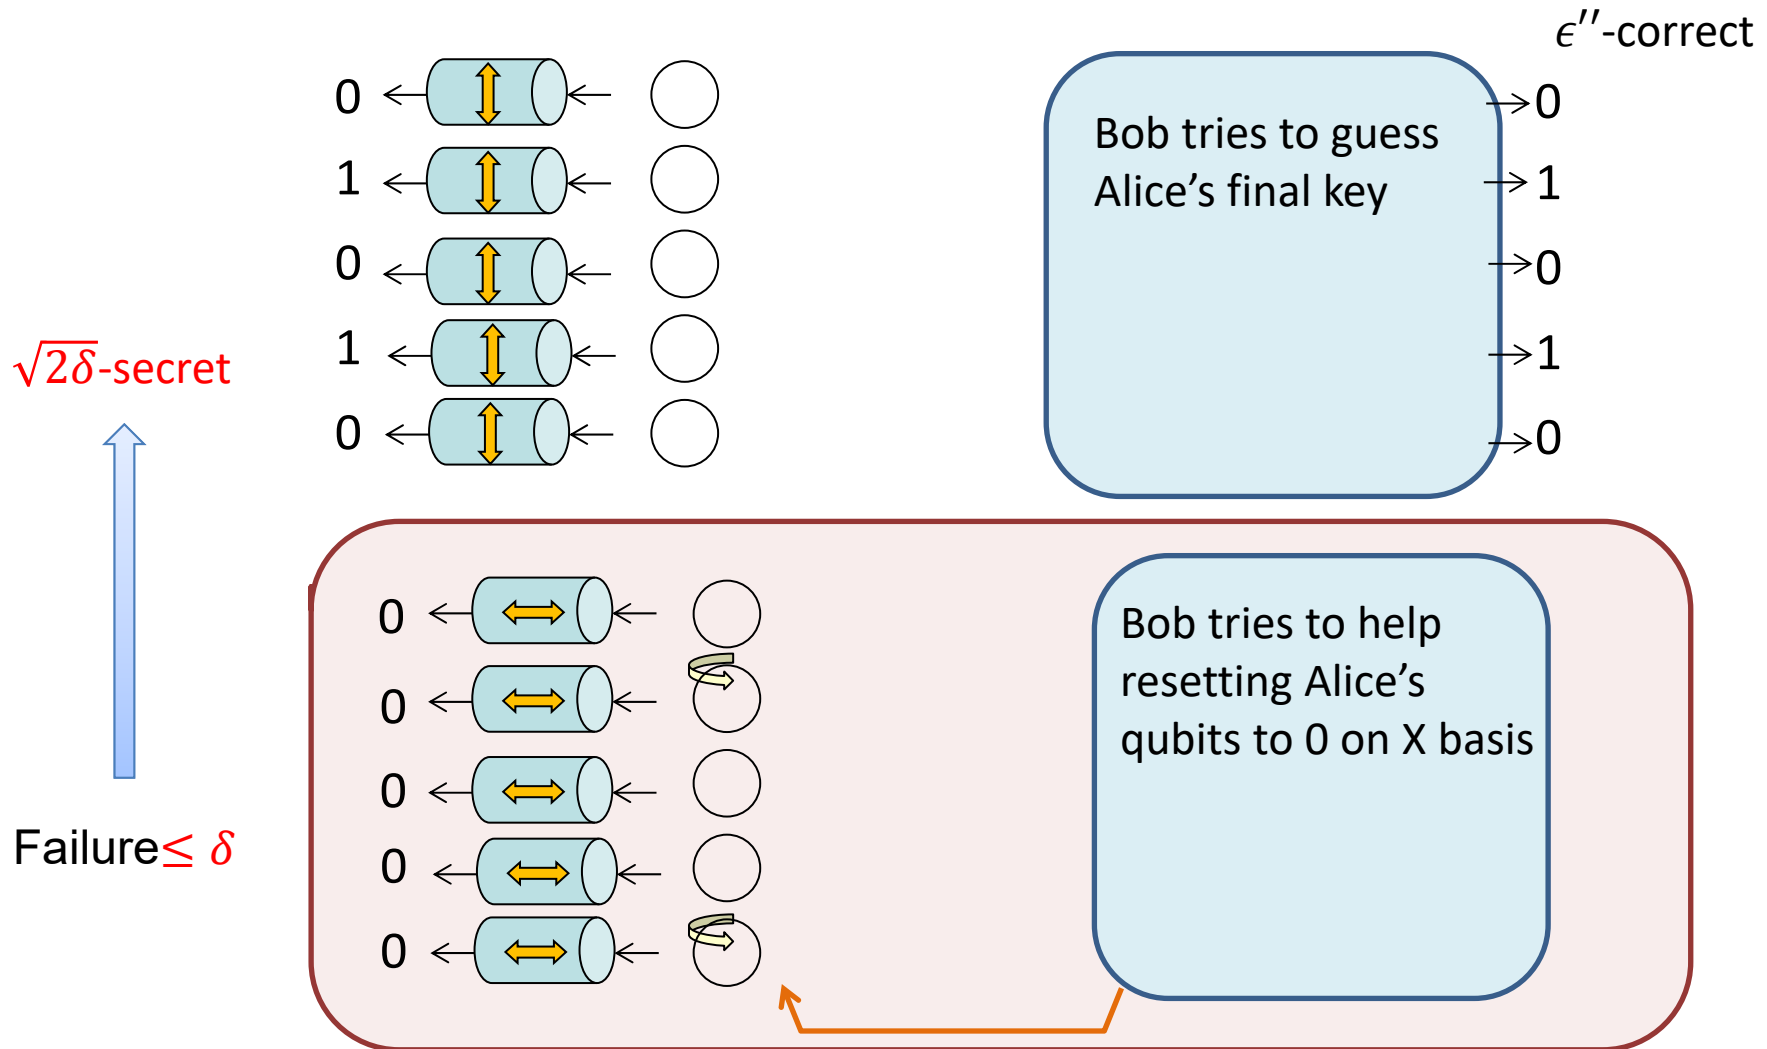 ϵ′′-correct
0
1
0
1
0
Bob tries to guess
Alice’s final key
0
1
0
1
0
√2δ-secret
Failure≤ δ
0
0
0
0
0
Bob tries to help
resetting Alice’s
qubits to 0 on X basis